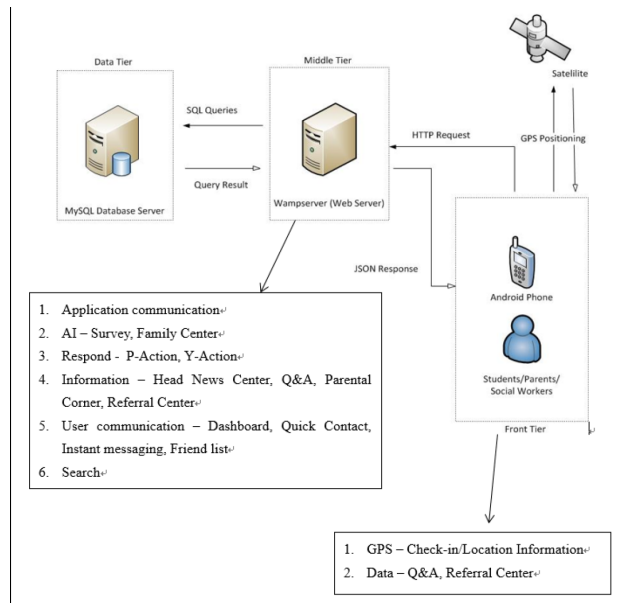 Data Tier
Middle Tier
Satelilite
SQL Queries
HTTP Request
GPS Positioning
Query Result
MySQL Database Server
Wampserver (Web Server)
JSON Response
Android Phone
Students/Parents/
Social Workers
Front Tier
1. Application communication
2. AI – Survey, Family Center
3. Respond - P-Action, Y-Action
4. Information – Head News Center, Q&A, Parental
Corner, Referral Center
5. User communication – Dashboard, Quick Contact,
Instant messaging, Friend list
6. Search
1. GPS – Check-in/Location Information
2. Data – Q&A, Referral Center